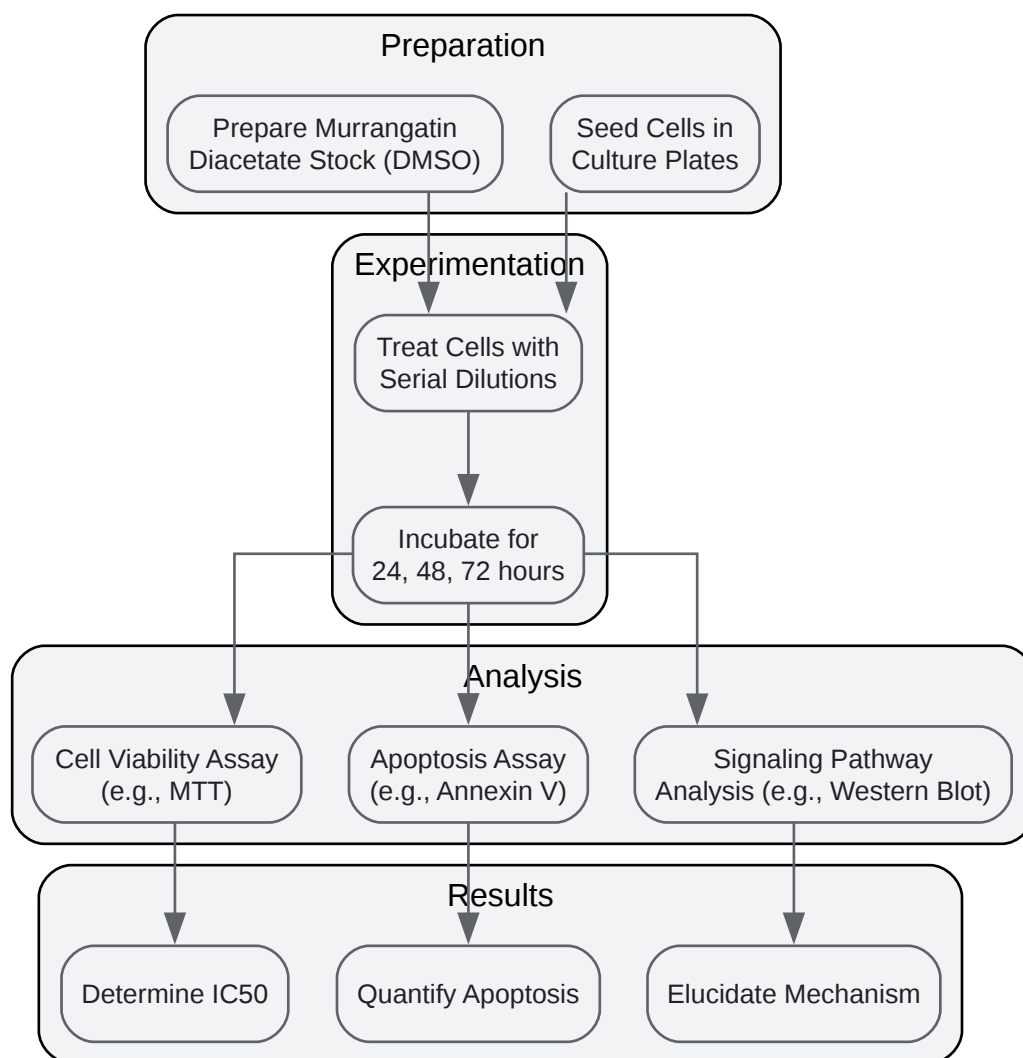 Preparation
Prepare Murrangatin
Diacetate Stock (DMSO)
Seed Cells in
Culture Plates
Experimentation
Treat Cells with
Serial Dilutions
Incubate for
24, 48, 72 hours
Analysis
Cell Viability Assay
(e.g., MTT)
Apoptosis Assay
(e.g., Annexin V)
Signaling Pathway
Analysis (e.g., Western Blot)
Results
Determine IC50
Quantify Apoptosis
Elucidate Mechanism